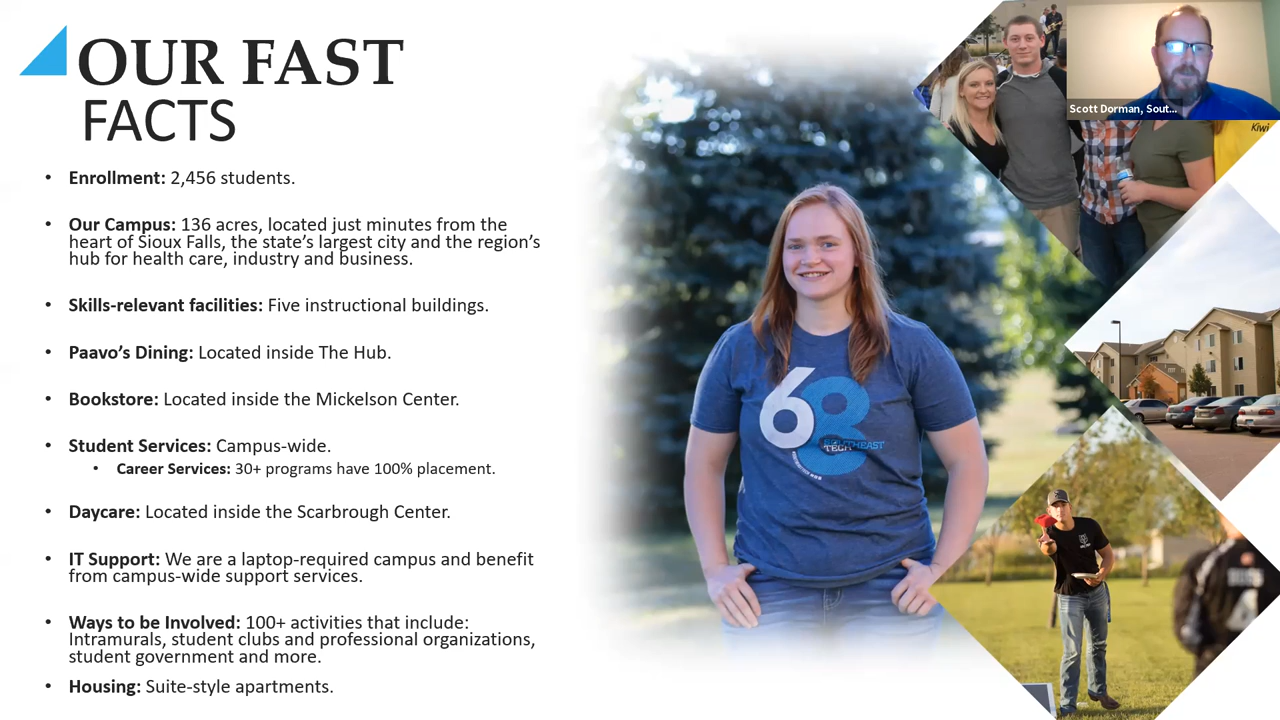 OUR FAST
FACTS
• Enrollment: 2,456 students.
• Our Campus: 136 acres, located just minutes from the
heart of Sioux Falls, the state’s largest city and the region’s
hub for health care, industry and business.
• Skills-relevant facilities: Five instructional buildings.
• Paavo’s Dining: Located inside The Hub.
• Bookstore: Located inside the Mickelson Center.
• Student Services: Campus-wide.
• Career Services: 30+ programs have 100% placement.
• Daycare: Located inside the Scarbrough Center.
• IT Support: We are a laptop-required campus and benefit
from campus-wide support services.
• Ways to be Involved: 100+ activities that include:
Intramurals, student clubs and professional organizations,
student government and more.
• Housing: Suite-style apartments.
68
SOUTHEAST
TECH
Scott Dorman, Sout...
Kiwi